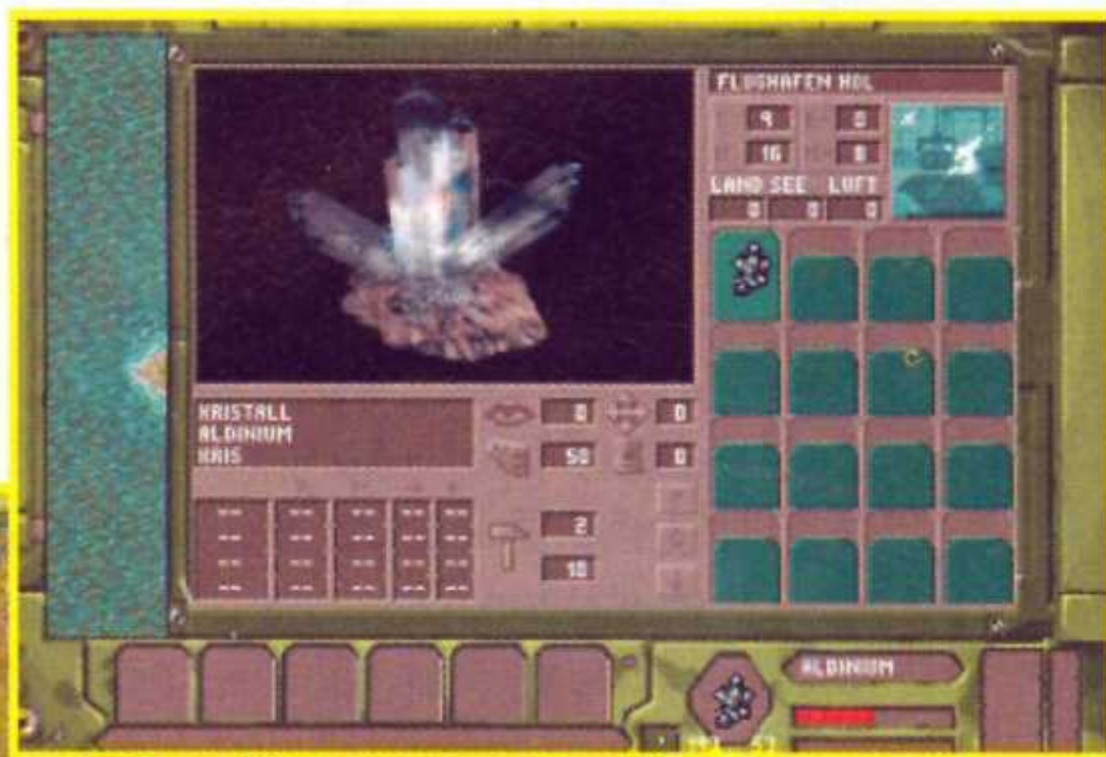 FLUGHAFEN HOL
9 0
16 0
LAND SEE LUFT
0 0 0
KRISTALL
ALDINIUM
KRIS
0 0
50 0
-- -- -- -- --
-- -- -- -- --
-- -- -- -- --
-- -- -- -- --
2
10
ALDINIUM